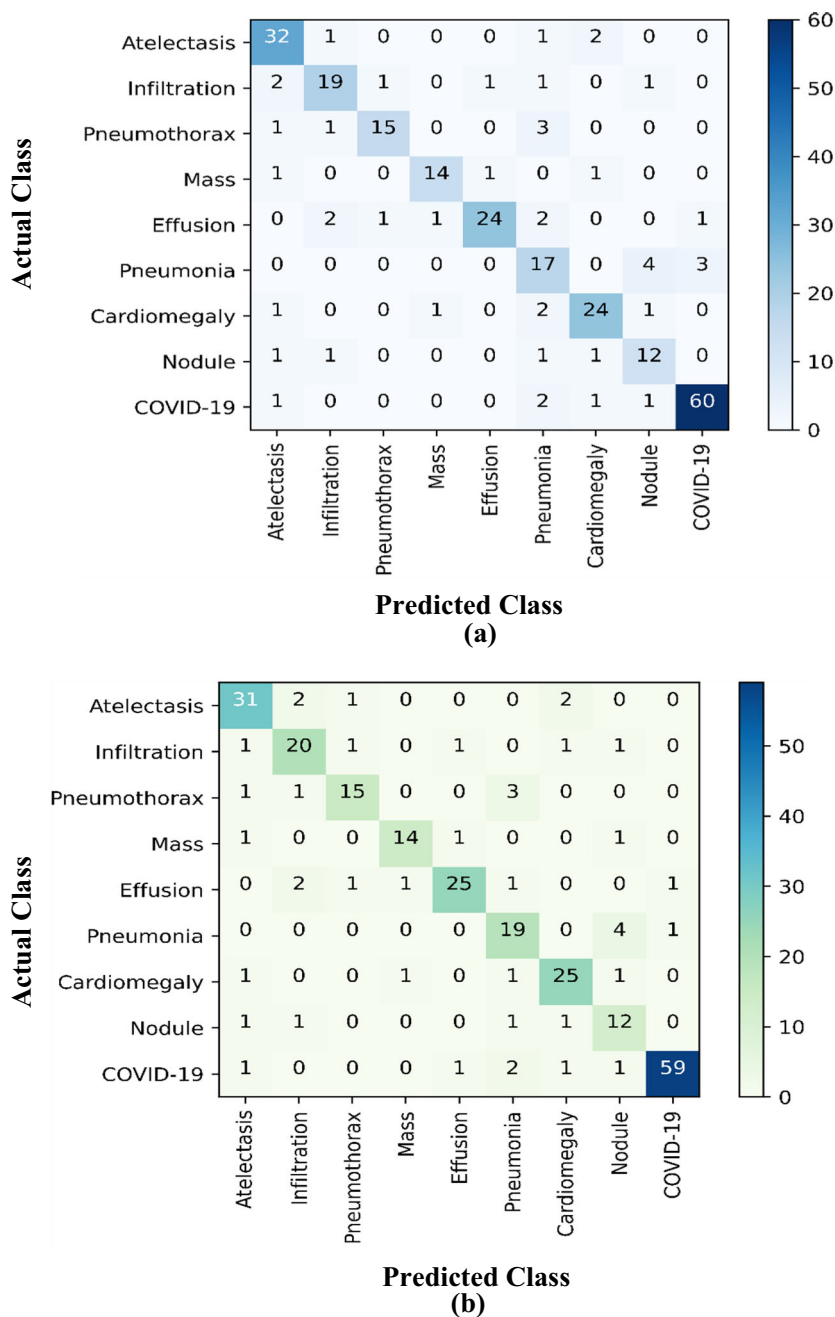 Actual Class
Atelectasis 32 1 0 0 0 1 2 0 0
Infiltration 2 19 1 0 1 1 0 1 0
Pneumothorax 1 1 15 0 0 3 0 0 0
Mass 1 0 0 14 1 0 1 0 0
Effusion 0 2 1 1 24 2 0 0 1
Pneumonia 0 0 0 0 0 17 0 4 3
Cardiomegaly 1 0 0 1 0 2 24 1 0
Nodule 1 1 0 0 0 1 1 12 0
COVID-19 1 0 0 0 0 2 1 1 60
Atelectasis
Infiltration
Pneumothorax
Mass
Effusion
Pneumonia
Cardiomegaly
Nodule
COVID-19
60
50
40
30
20
10
0
Predicted Class
(a)
Actual Class
Atelectasis 31 2 1 0 0 0 2 0 0
Infiltration 1 20 1 0 1 0 1 1 0
Pneumothorax 1 1 15 0 0 3 0 0 0
Mass 1 0 0 14 1 0 0 1 0
Effusion 0 2 1 1 25 1 0 0 1
Pneumonia 0 0 0 0 0 19 0 4 1
Cardiomegaly 1 0 0 1 0 1 25 1 0
Nodule 1 1 0 0 0 1 1 12 0
COVID-19 1 0 0 0 1 2 1 1 59
Atelectasis
Infiltration
Pneumothorax
Mass
Effusion
Pneumonia
Cardiomegaly
Nodule
COVID-19
50
40
30
20
10
0
Predicted Class
(b)